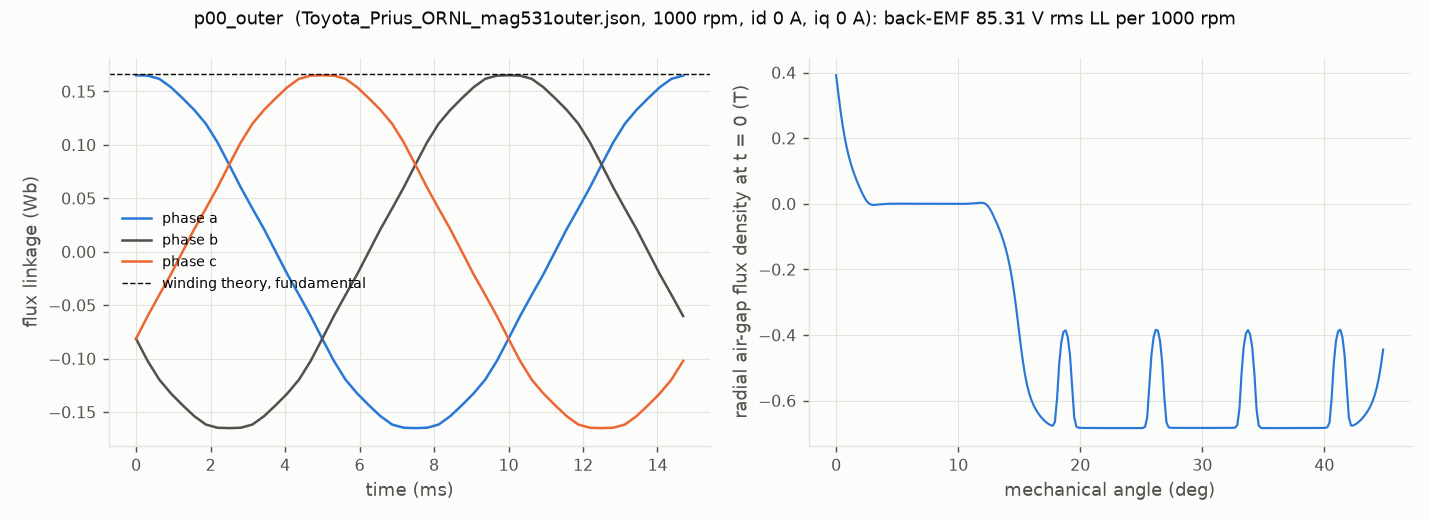 p00_outer  (Toyota_Prius_ORNL_mag531outer.json, 1000 rpm, id 0 A, iq 0 A): back-EMF 85.31 V rms LL per 1000 rpm
flux linkage (Wb)
0.15
0.10
0.05
0.00
−0.05
−0.10
−0.15
phase a
phase b
phase c
winding theory, fundamental
0
2
4
6
8
10
12
14
time (ms)
radial air-gap flux density at t = 0 (T)
0.4
0.2
0.0
−0.2
−0.4
−0.6
0
10
20
30
40
mechanical angle (deg)